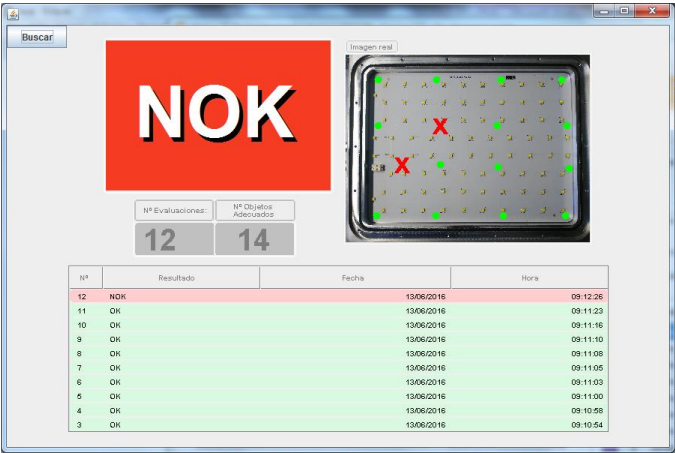 Buscar
NOK
Imagen real
X
X
Nº Evaluaciones:
Nº Objetos
Adecuados
12
14
Nº Resultado Fecha Hora
12 NOK 13/06/2016 09:12:26
11 OK 13/06/2016 09:11:23
10 OK 13/06/2016 09:11:16
9 OK 13/06/2016 09:11:10
8 OK 13/06/2016 09:11:08
7 OK 13/06/2016 09:11:05
6 OK 13/06/2016 09:11:03
5 OK 13/06/2016 09:11:00
4 OK 13/06/2016 09:10:58
3 OK 13/06/2016 09:10:54